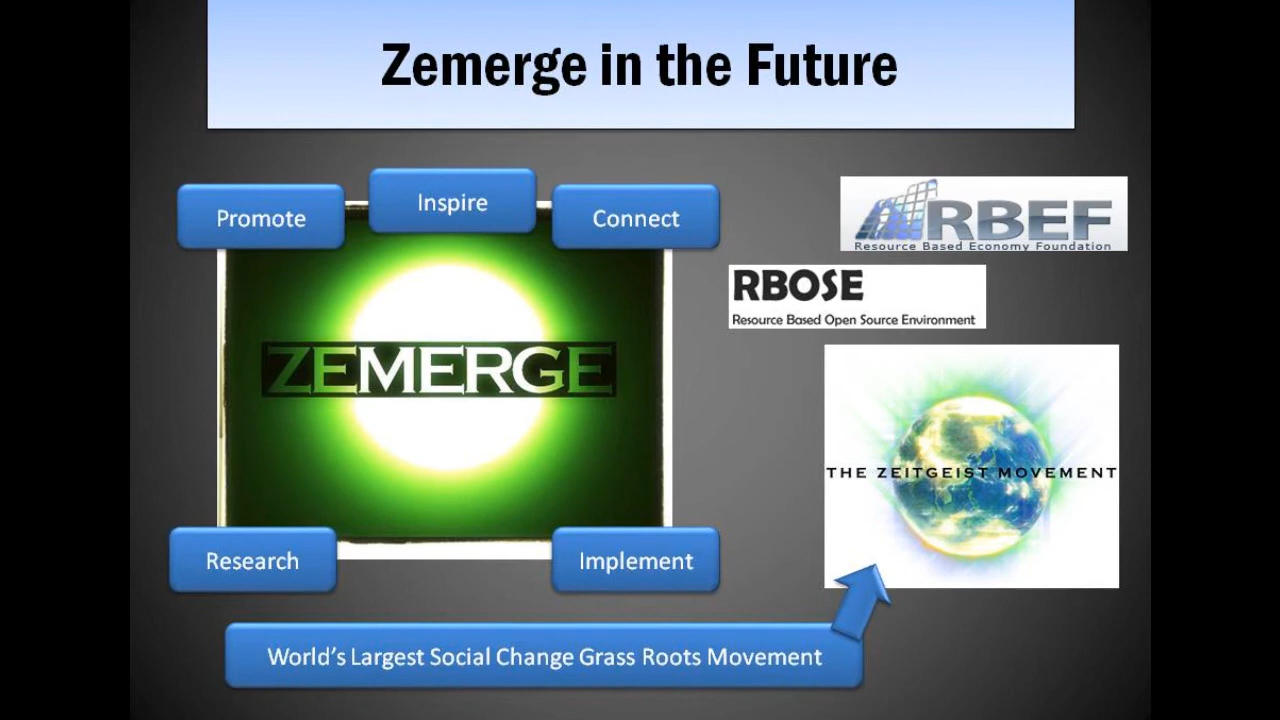 Zemerge in the Future
Promote
Inspire
Connect
ZEMERGE
Research
Implement
RBEF
Resource Based Economy Foundation
RBOSE
Resource Based Open Source Environment
THE ZEITGEIST MOVEMENT
World's Largest Social Change Grass Roots Movement